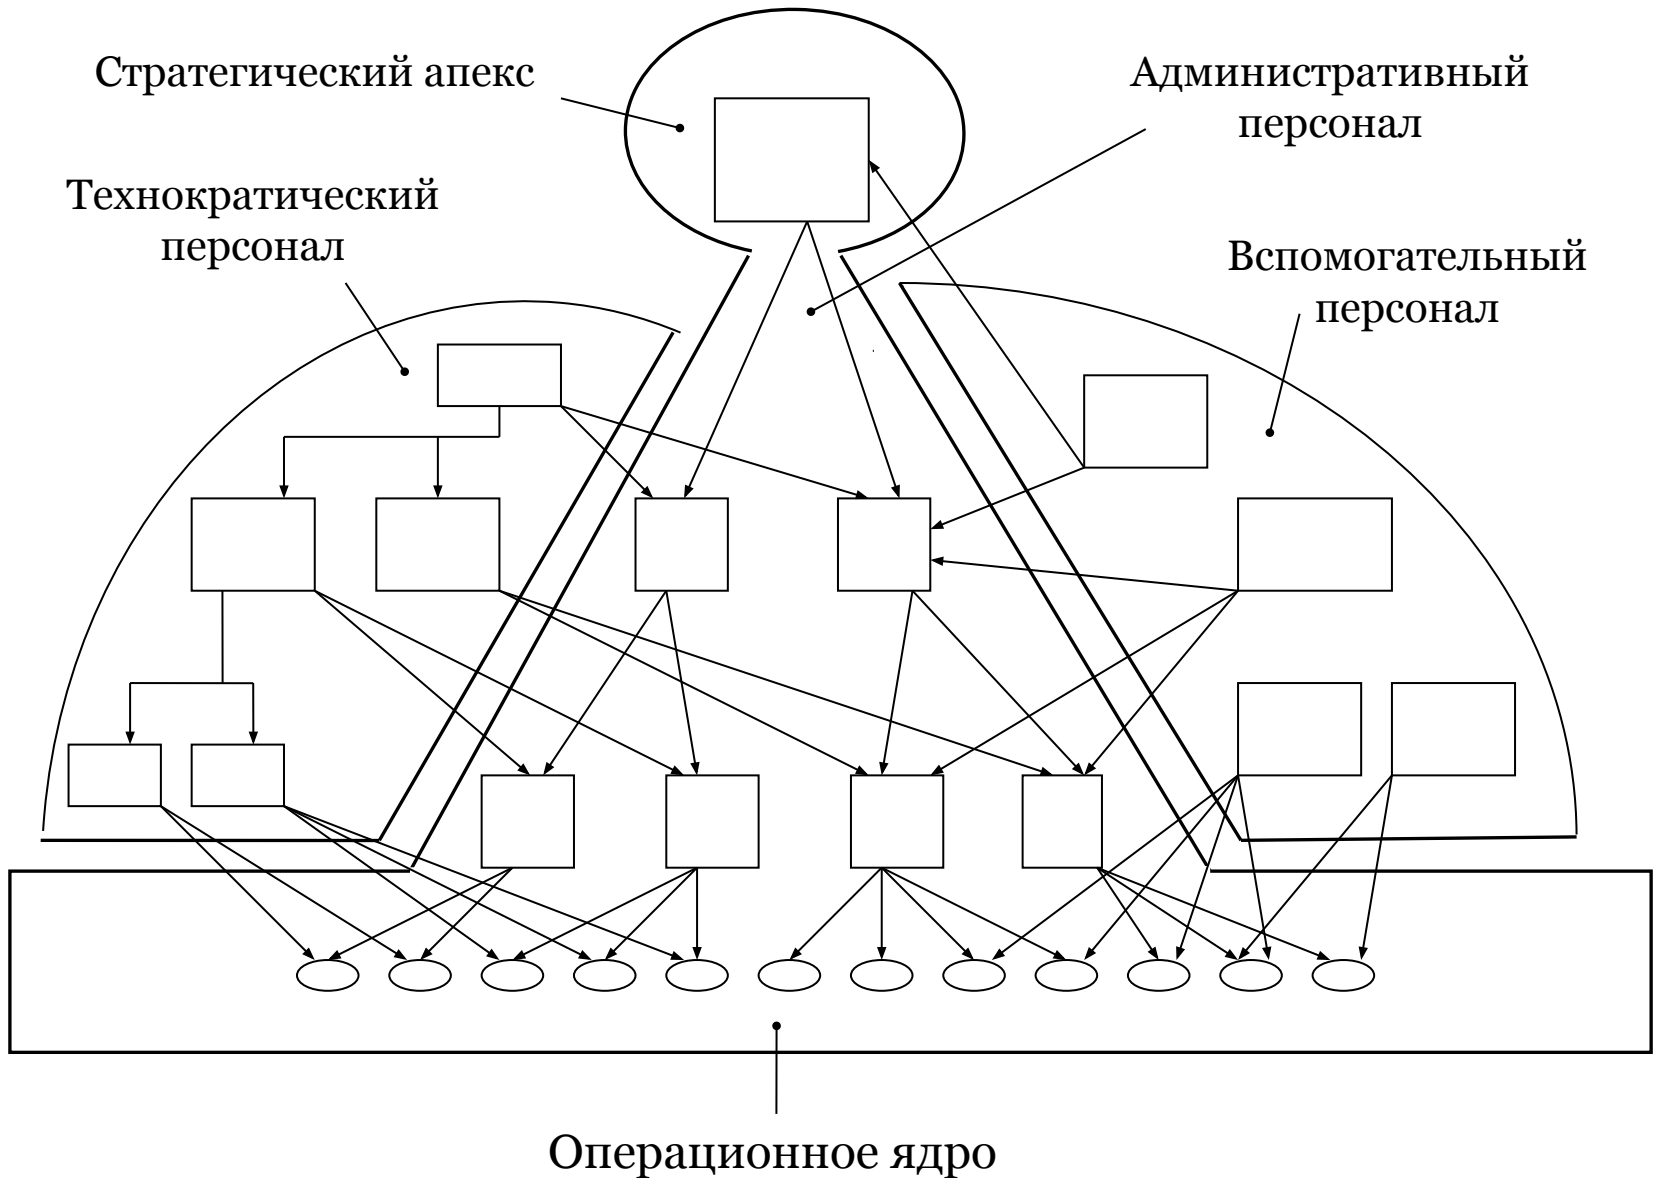 Стратегический апекс
Административный
персонал
Технократический
персонал
Вспомогательный
персонал
Операционное ядро